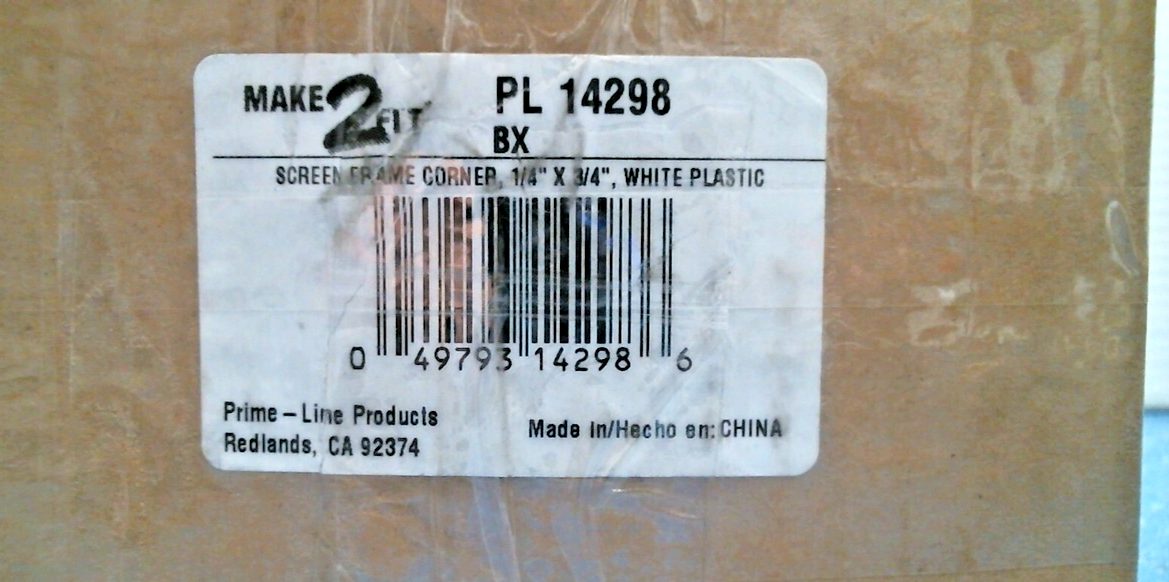 MAKE 2 FIT PL 14298
BX
SCREEN FRAME CORNER, 1/4" X 3/4", WHITE PLASTIC
0 49793 14298 6
Prime-Line Products
Redlands, CA 92374
Made in/Hecho en: CHINA